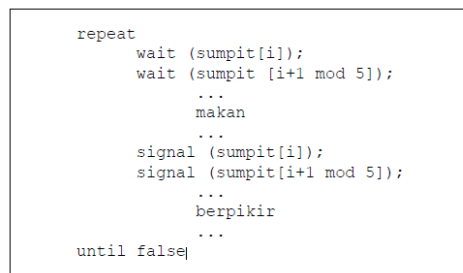 repeat
wait (sumpit[i]);
wait (sumpit [i+1 mod 5]);
...
makan
...
signal (sumpit[i]);
signal (sumpit[i+1 mod 5]);
...
berpikir
...
until false